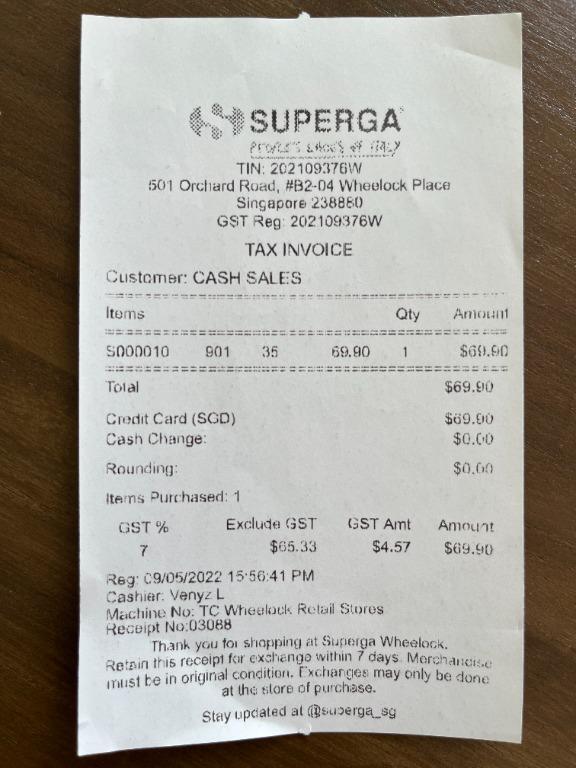 SUPERGA
PEOPLE'S SHOES OF ITALY
TIN: 202109376W
501 Orchard Road, #B2-04 Wheelock Place
Singapore 238880
GST Reg: 202109376W
TAX INVOICE
Customer: CASH SALES
Items Qty Amount
S000010 901 35 69.90 1 $69.90
Total $69.90
Credit Card (SGD) $69.90
Cash Change: $0.00
Rounding: $0.00
Items Purchased: 1
GST % Exclude GST GST Amt Amount
7 $65.33 $4.57 $69.90
Reg: 09/05/2022 15:56:41 PM
Cashier: Venyz L
Machine No: TC Wheelock Retail Stores
Receipt No:03088
Thank you for shopping at Superga Wheelock.
Retain this receipt for exchange within 7 days. Merchandise
must be in original condition. Exchanges may only be done
at the store of purchase.
Stay updated at @superga_sg